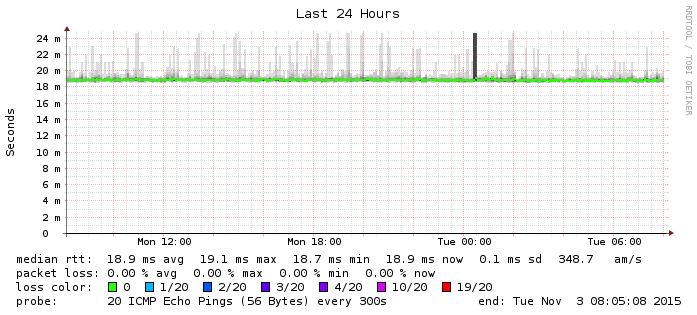 Last 24 Hours
RRDTOOL / TOBI OETIKER
Seconds
24 m
22 m
20 m
18 m
16 m
14 m
12 m
10 m
8 m
6 m
4 m
2 m
0
Mon 12:00 Mon 18:00 Tue 00:00 Tue 06:00
median rtt: 18.9 ms avg 19.1 ms max 18.7 ms min 18.9 ms now 0.1 ms sd 348.7 am/s
packet loss: 0.00 % avg 0.00 % max 0.00 % min 0.00 % now
loss color: 0 1/20 2/20 3/20 4/20 10/20 19/20
probe: 20 ICMP Echo Pings (56 Bytes) every 300s end: Tue Nov 3 08:05:08 2015